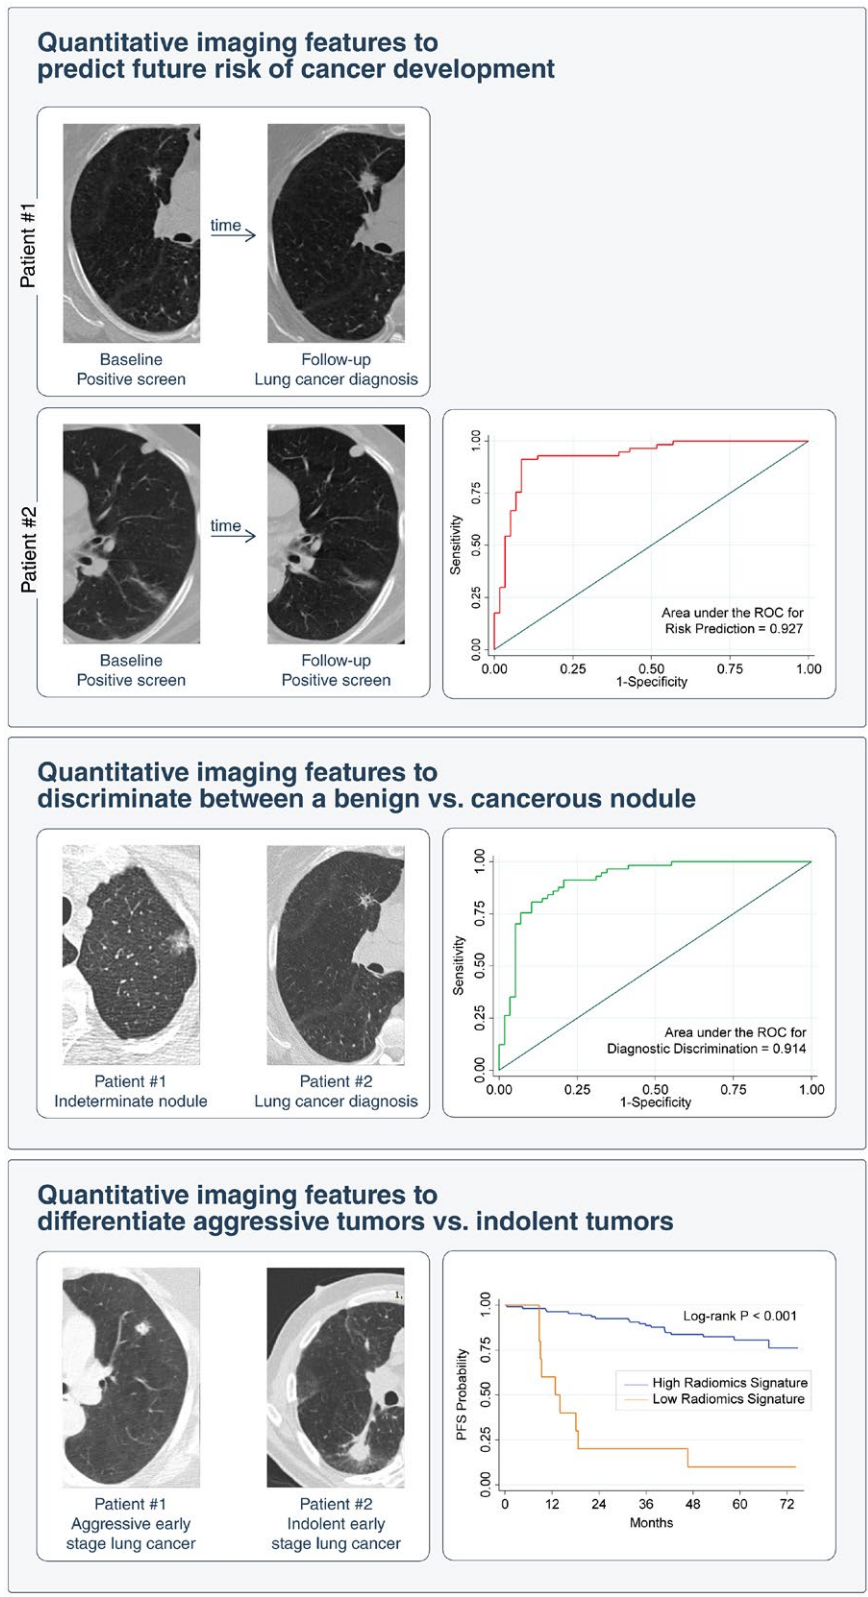 Quantitative imaging features to
predict future risk of cancer development
Patient #1
time
Baseline
Positive screen
Follow-up
Lung cancer diagnosis
Patient #2
time
Baseline
Positive screen
Follow-up
Positive screen
Sensitivity
1.00
0.75
0.50
0.25
0.00
Area under the ROC for
Risk Prediction = 0.927
0.00 0.25 0.50 0.75 1.00
1-Specificity
Quantitative imaging features to
discriminate between a benign vs. cancerous nodule
Patient #1
Indeterminate nodule
Patient #2
Lung cancer diagnosis
Sensitivity
1.00
0.75
0.50
0.25
0.00
Area under the ROC for
Diagnostic Discrimination = 0.914
0.00 0.25 0.50 0.75 1.00
1-Specificity
Quantitative imaging features to
differentiate aggressive tumors vs. indolent tumors
Patient #1
Aggressive early
stage lung cancer
1.
Patient #2
Indolent early
stage lung cancer
PFS Probability
1.00
0.75
0.50
0.25
0.00
Log-rank P < 0.001
High Radiomics Signature
Low Radiomics Signature
0 12 24 36 48 60 72
Months